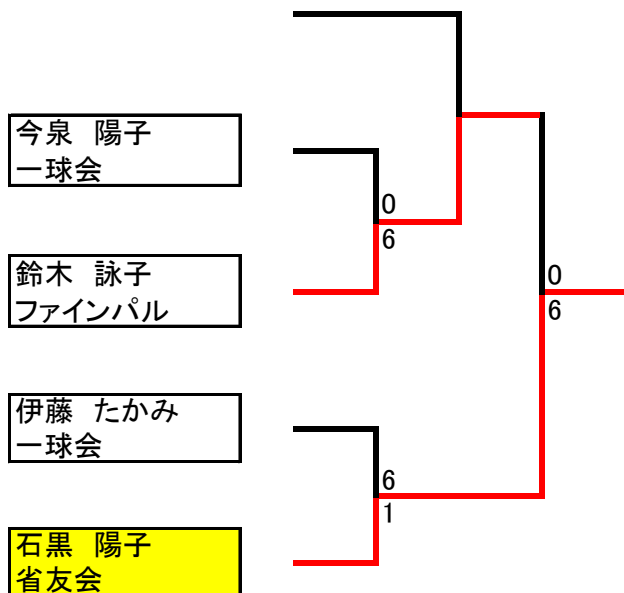 今泉　陽子
一球会
0
6
鈴木　詠子
ファインパル
0
6
伊藤　たかみ
一球会
6
1
石黒　陽子
省友会